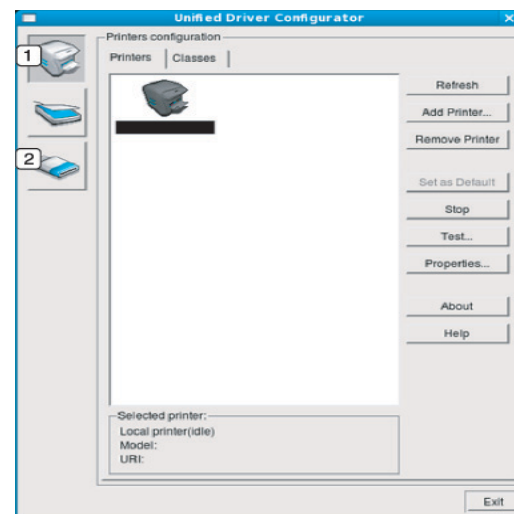 Unified Driver Configurator
Printers configuration
1
Printers
Classes
Refresh
Add Printer...
Remove Printer
2
Set as Default
Stop
Test...
Properties...
About
Help
Selected printer:
Local printer(idle)
Model:
URI:
Exit